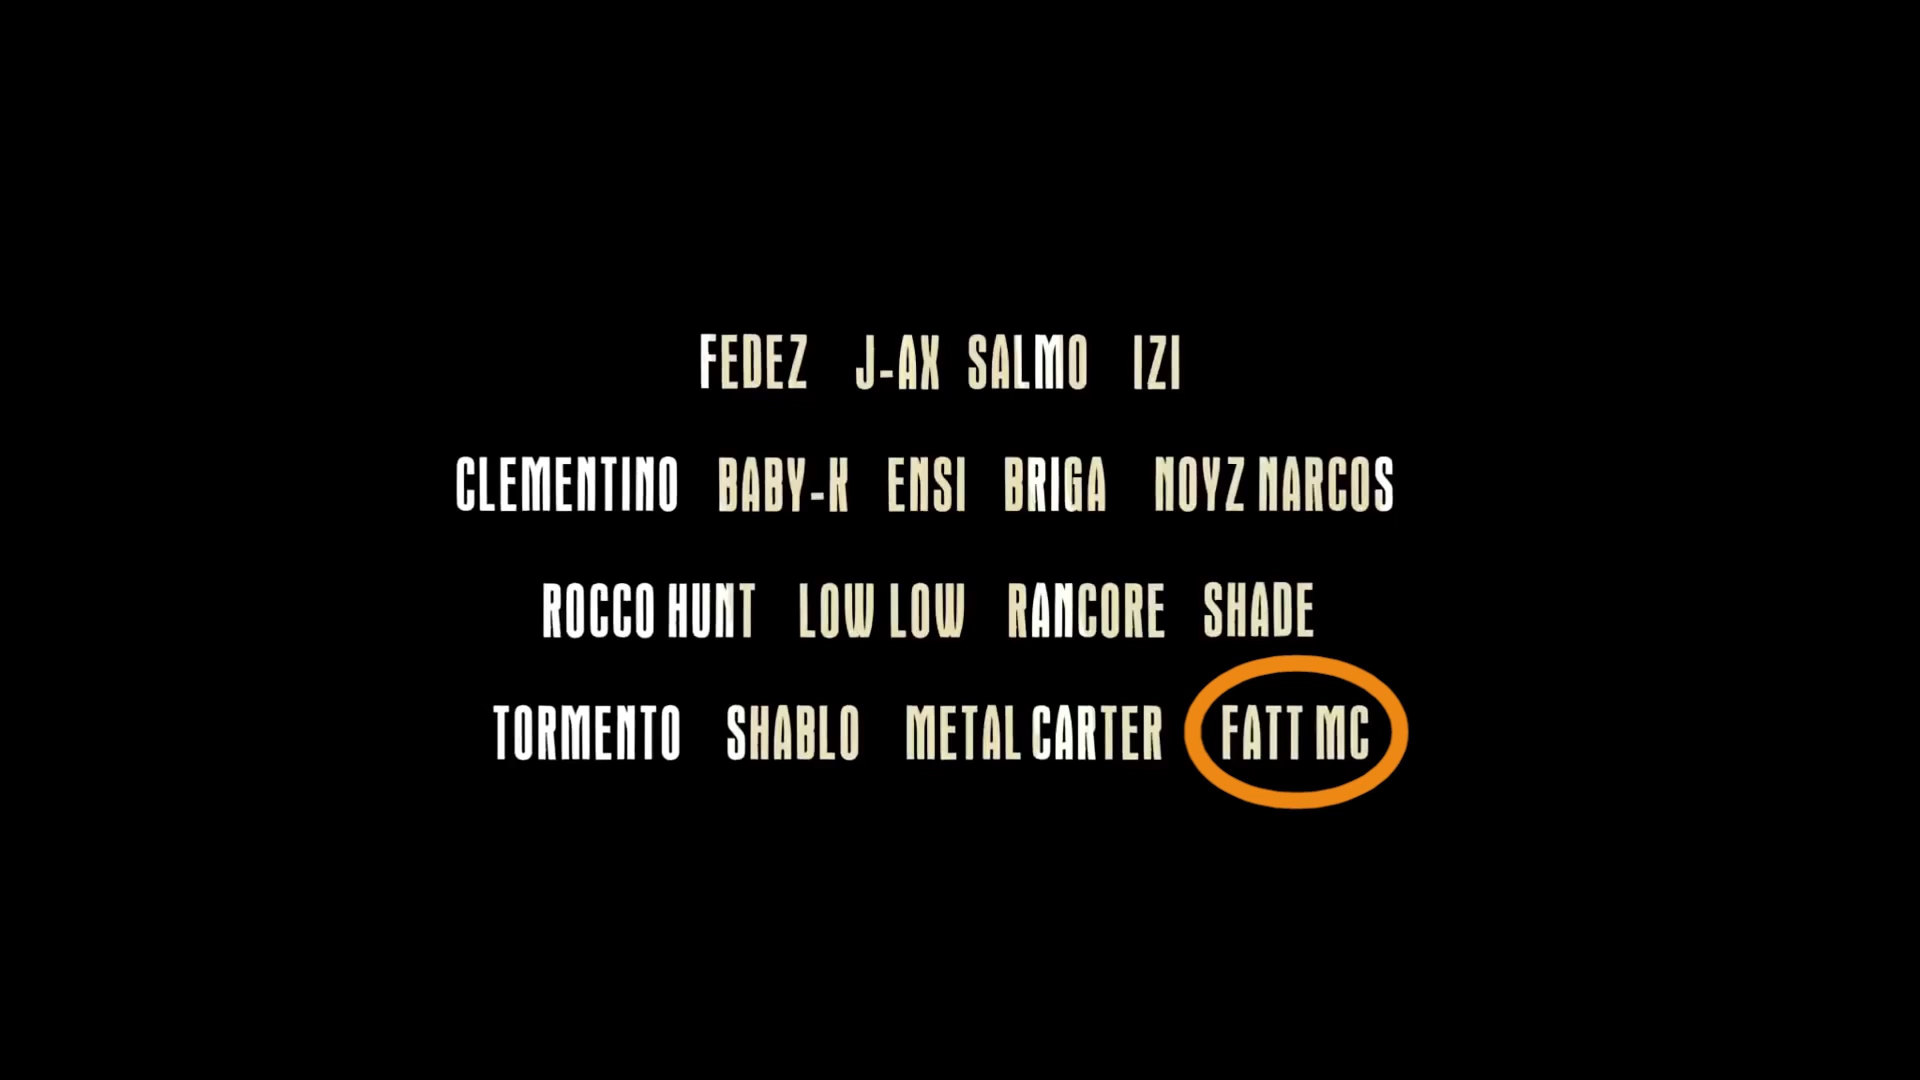 FEDEZ J-AX SALMO IZI
CLEMENTINO BABY-K ENSI BRIGA NOYZ NARCOS
ROCCO HUNT LOW LOW RANCORE SHADE
TORMENTO SHABLO METAL CARTER FATT MC